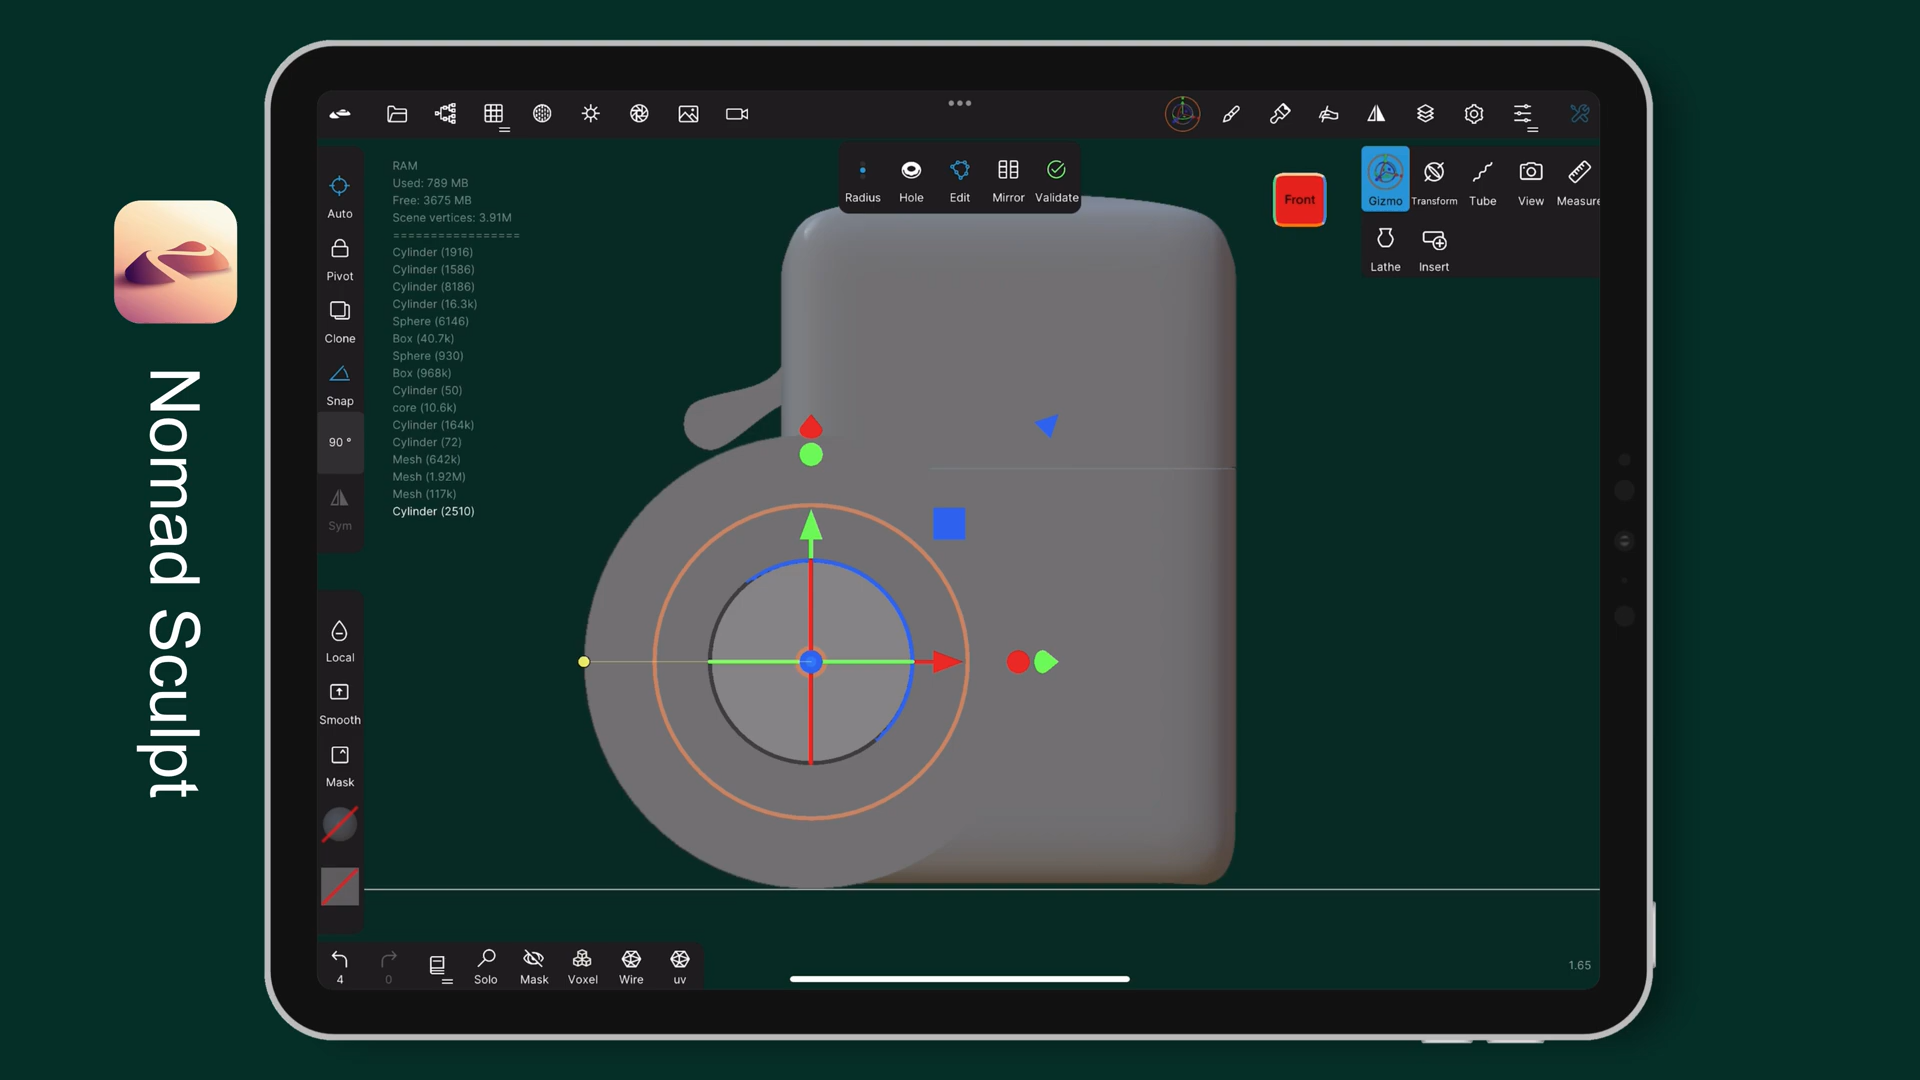 Nomad Sculpt
Auto
Pivot
Clone
Snap
90 °
Sym
Local
Smooth
Mask
RAM
Used: 789 MB
Free: 3675 MB
Scene vertices: 3.91M
=================
Cylinder (1916)
Cylinder (1586)
Cylinder (8186)
Cylinder (16.3k)
Sphere (6146)
Box (40.7k)
Sphere (930)
Box (968k)
Cylinder (50)
core (10.6k)
Cylinder (164k)
Cylinder (72)
Mesh (642k)
Mesh (1.92M)
Mesh (117k)
Cylinder (2510)
Radius Hole Edit Mirror Validate
Front
Gizmo Transform Tube View Measure
Lathe Insert
4 0 Solo Mask Voxel Wire uv
1.65